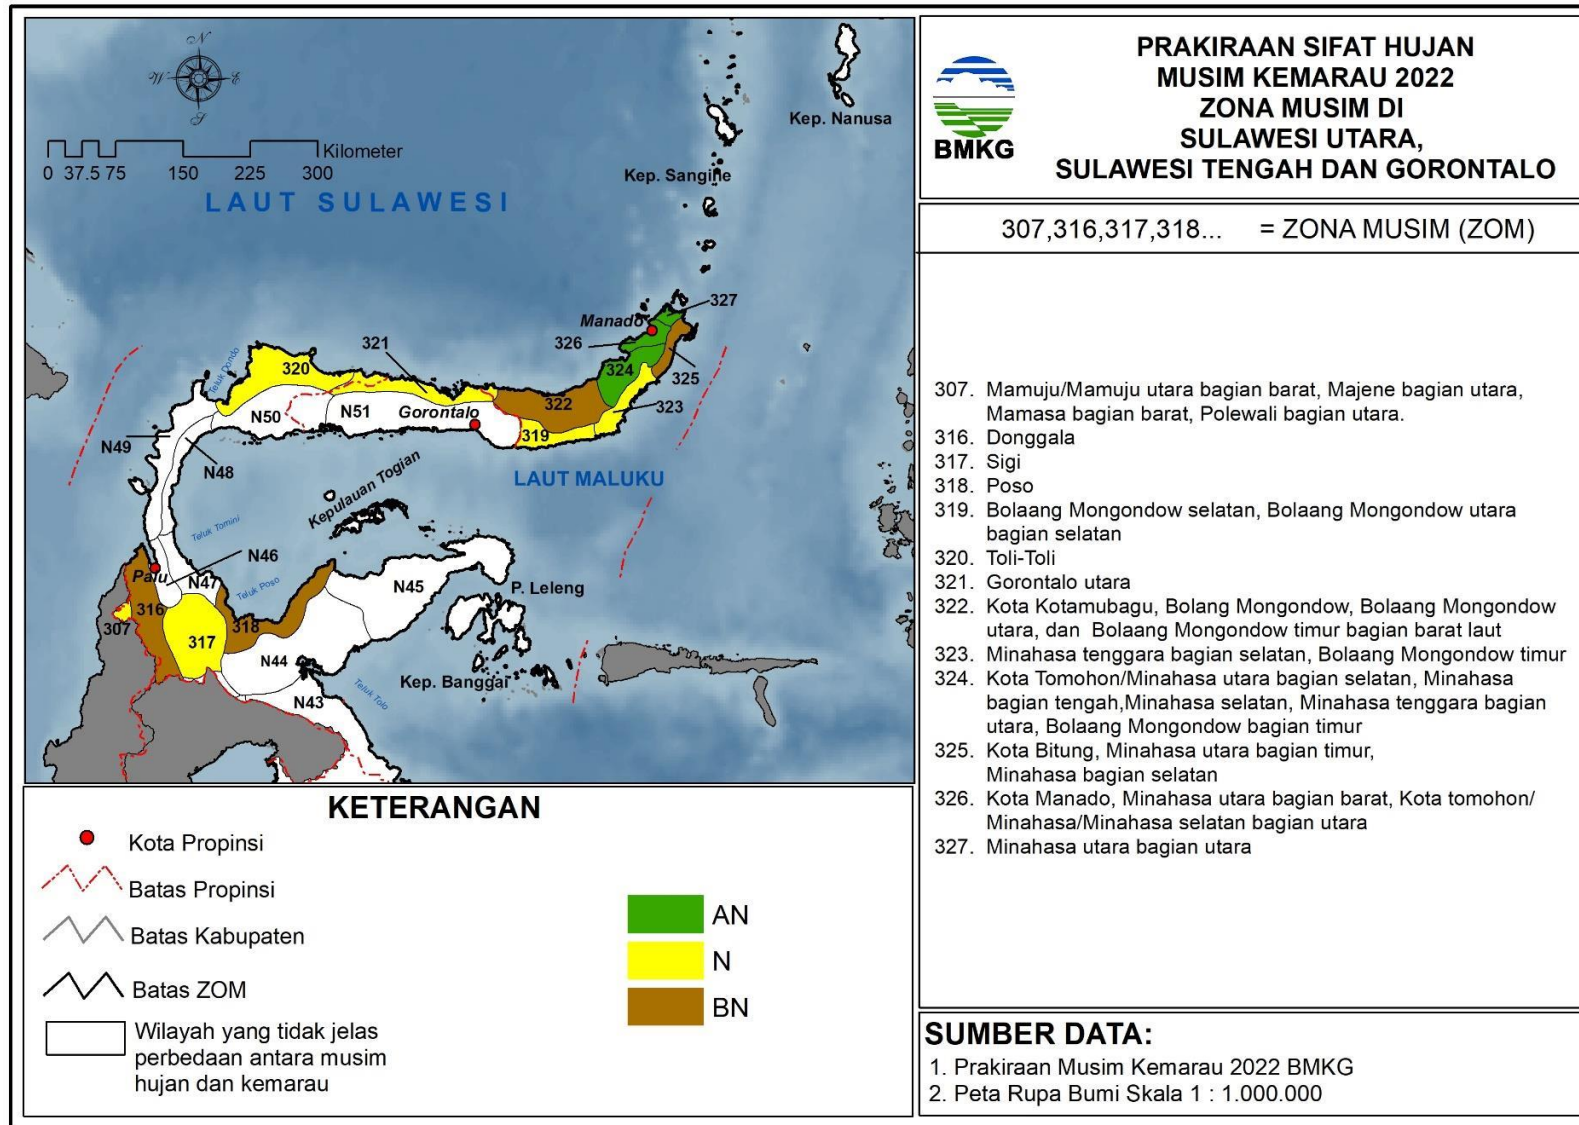 N
W
E
S
Kilometer
0 37.5 75 150 225 300
LAUT SULAWESI
Kep. Nanusa
Kep. Sangihe
327
Manado
326
321
320
Teluk Dondo
324
325
322
323
N50
N51
Gorontalo
319
N49
N48
LAUT MALUKU
Kepulauan Togian
Teluk Tomini
N46
Palu
N47
Teluk Poso
N45
P. Leleng
316
307
318
317
N44
Kep. Banggai
Teluk Tolo
N43
KETERANGAN
Kota Propinsi
Batas Propinsi
Batas Kabupaten
Batas ZOM
Wilayah yang tidak jelas
perbedaan antara musim
hujan dan kemarau
AN
N
BN
BMKG
PRAKIRAAN SIFAT HUJAN
MUSIM KEMARAU 2022
ZONA MUSIM DI
SULAWESI UTARA,
SULAWESI TENGAH DAN GORONTALO
307,316,317,318... = ZONA MUSIM (ZOM)
307. Mamuju/Mamuju utara bagian barat, Majene bagian utara,
Mamasa bagian barat, Polewali bagian utara.
316. Donggala
317. Sigi
318. Poso
319. Bolaang Mongondow selatan, Bolaang Mongondow utara
bagian selatan
320. Toli-Toli
321. Gorontalo utara
322. Kota Kotamubagu, Bolang Mongondow, Bolaang Mongondow
utara, dan Bolaang Mongondow timur bagian barat laut
323. Minahasa tenggara bagian selatan, Bolaang Mongondow timur
324. Kota Tomohon/Minahasa utara bagian selatan, Minahasa
bagian tengah,Minahasa selatan, Minahasa tenggara bagian
utara, Bolaang Mongondow bagian timur
325. Kota Bitung, Minahasa utara bagian timur,
Minahasa bagian selatan
326. Kota Manado, Minahasa utara bagian barat, Kota tomohon/
Minahasa/Minahasa selatan bagian utara
327. Minahasa utara bagian utara
SUMBER DATA:
1. Prakiraan Musim Kemarau 2022 BMKG
2. Peta Rupa Bumi Skala 1 : 1.000.000